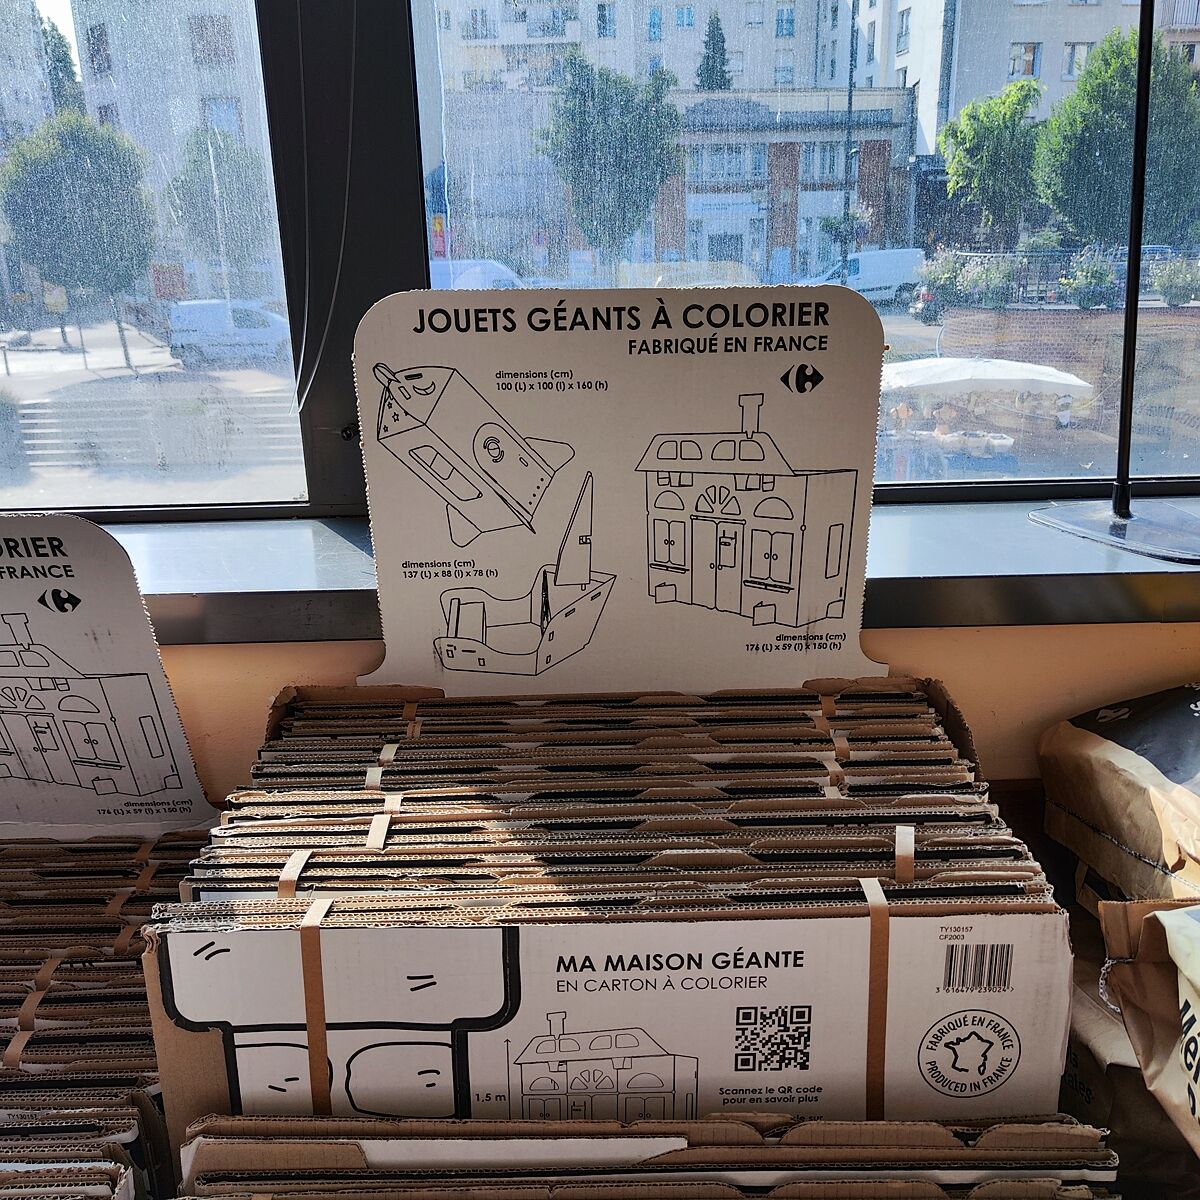 JOUETS GÉANTS À COLORIER
FABRIQUÉ EN FRANCE
dimensions (cm)
100 (L) x 100 (l) x 160 (h)
dimensions (cm)
137 (L) x 88 (l) x 78 (h)
dimensions (cm)
176 (L) x 59 (l) x 150 (h)
ORIER
FRANCE
dimensions (cm)
176 (L) x 59 (l) x 150 (h)
MA MAISON GÉANTE
EN CARTON À COLORIER
1,5 m
Scannez le QR code
pour en savoir plus
TY130157
CF2003
3 616479 239024 >
FABRIQUÉ EN FRANCE
PRODUCED IN FRANCE
TY130157